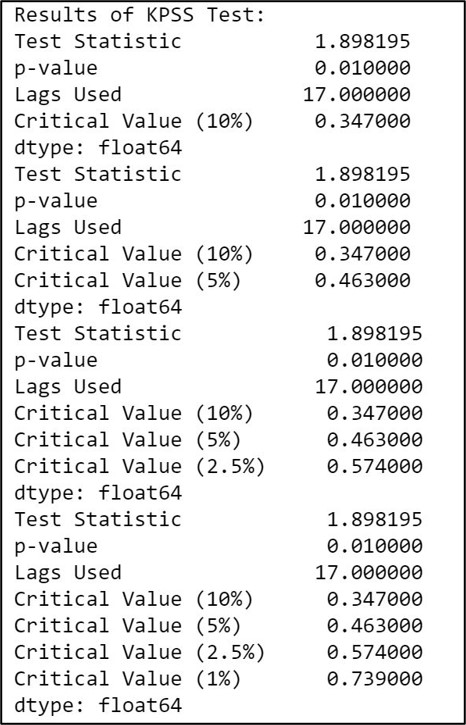 Results of KPSS Test:
Test Statistic 1.898195
p-value 0.010000
Lags Used 17.000000
Critical Value (10%) 0.347000
dtype: float64
Test Statistic 1.898195
p-value 0.010000
Lags Used 17.000000
Critical Value (10%) 0.347000
Critical Value (5%) 0.463000
dtype: float64
Test Statistic 1.898195
p-value 0.010000
Lags Used 17.000000
Critical Value (10%) 0.347000
Critical Value (5%) 0.463000
Critical Value (2.5%) 0.574000
dtype: float64
Test Statistic 1.898195
p-value 0.010000
Lags Used 17.000000
Critical Value (10%) 0.347000
Critical Value (5%) 0.463000
Critical Value (2.5%) 0.574000
Critical Value (1%) 0.739000
dtype: float64